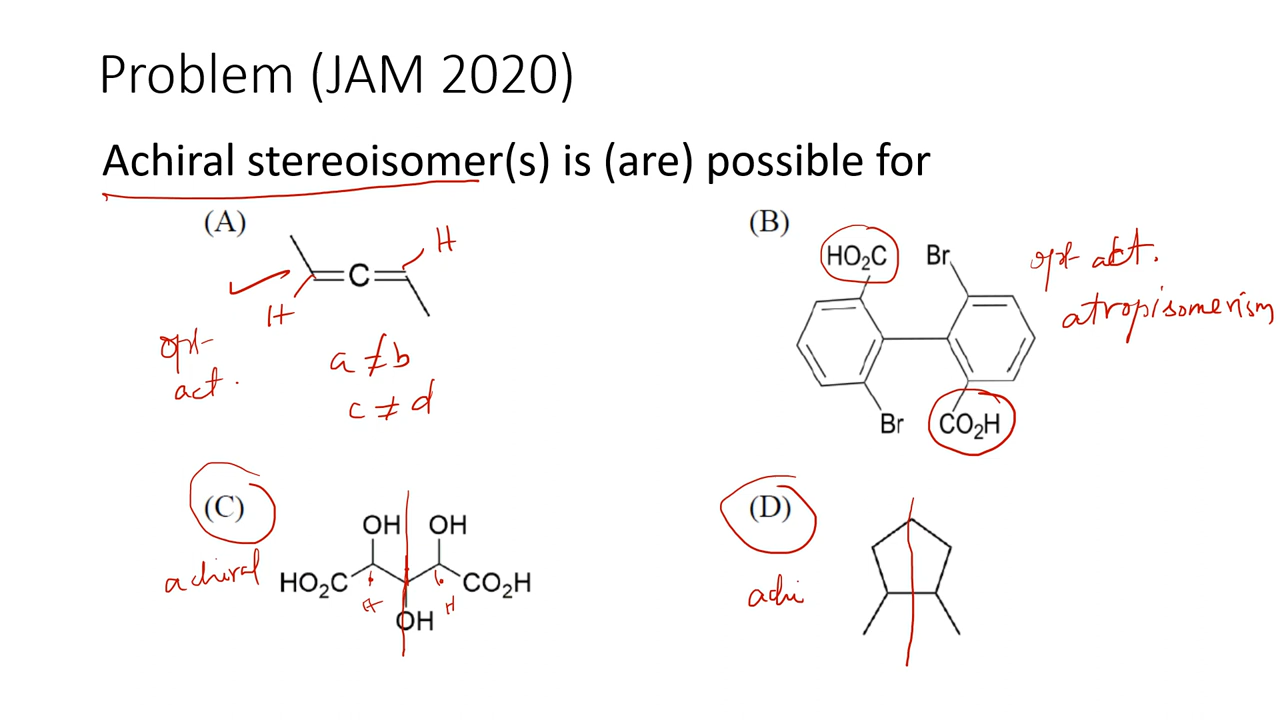 Problem (JAM 2020)
Achiral stereoisomer(s) is (are) possible for
(A)
H
C
H
opt-
act.
a ≠ b
c ≠ d
(B)
HO₂C
Br
Br
CO₂H
opt act.
atropisomerism
(C)
achiral
OH OH
HO₂C CO₂H
H H
OH
(D)
achi